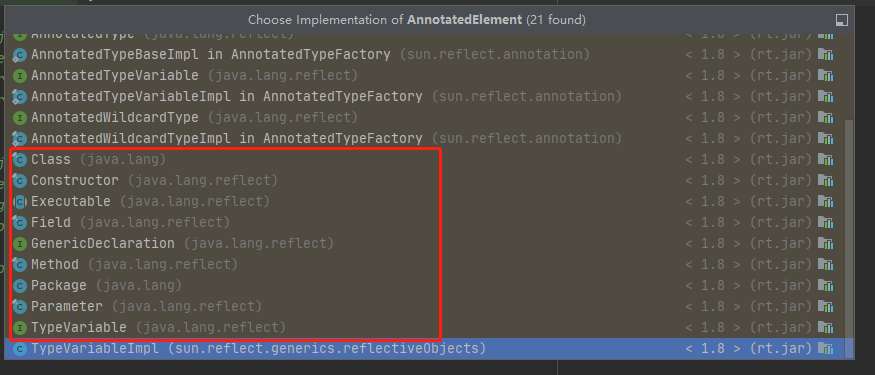 Choose Implementation of AnnotatedElement (21 found)
AnnotatedType (java.lang.reflect) < 1.8 > (rt.jar)
AnnotatedTypeBaseImpl in AnnotatedTypeFactory (sun.reflect.annotation) < 1.8 > (rt.jar)
AnnotatedTypeVariable (java.lang.reflect) < 1.8 > (rt.jar)
AnnotatedTypeVariableImpl in AnnotatedTypeFactory (sun.reflect.annotation) < 1.8 > (rt.jar)
AnnotatedWildcardType (java.lang.reflect) < 1.8 > (rt.jar)
AnnotatedWildcardTypeImpl in AnnotatedTypeFactory (sun.reflect.annotation) < 1.8 > (rt.jar)
Class (java.lang) < 1.8 > (rt.jar)
Constructor (java.lang.reflect) < 1.8 > (rt.jar)
Executable (java.lang.reflect) < 1.8 > (rt.jar)
Field (java.lang.reflect) < 1.8 > (rt.jar)
GenericDeclaration (java.lang.reflect) < 1.8 > (rt.jar)
Method (java.lang.reflect) < 1.8 > (rt.jar)
Package (java.lang) < 1.8 > (rt.jar)
Parameter (java.lang.reflect) < 1.8 > (rt.jar)
TypeVariable (java.lang.reflect) < 1.8 > (rt.jar)
TypeVariableImpl (sun.reflect.generics.reflectiveObjects) < 1.8 > (rt.jar)